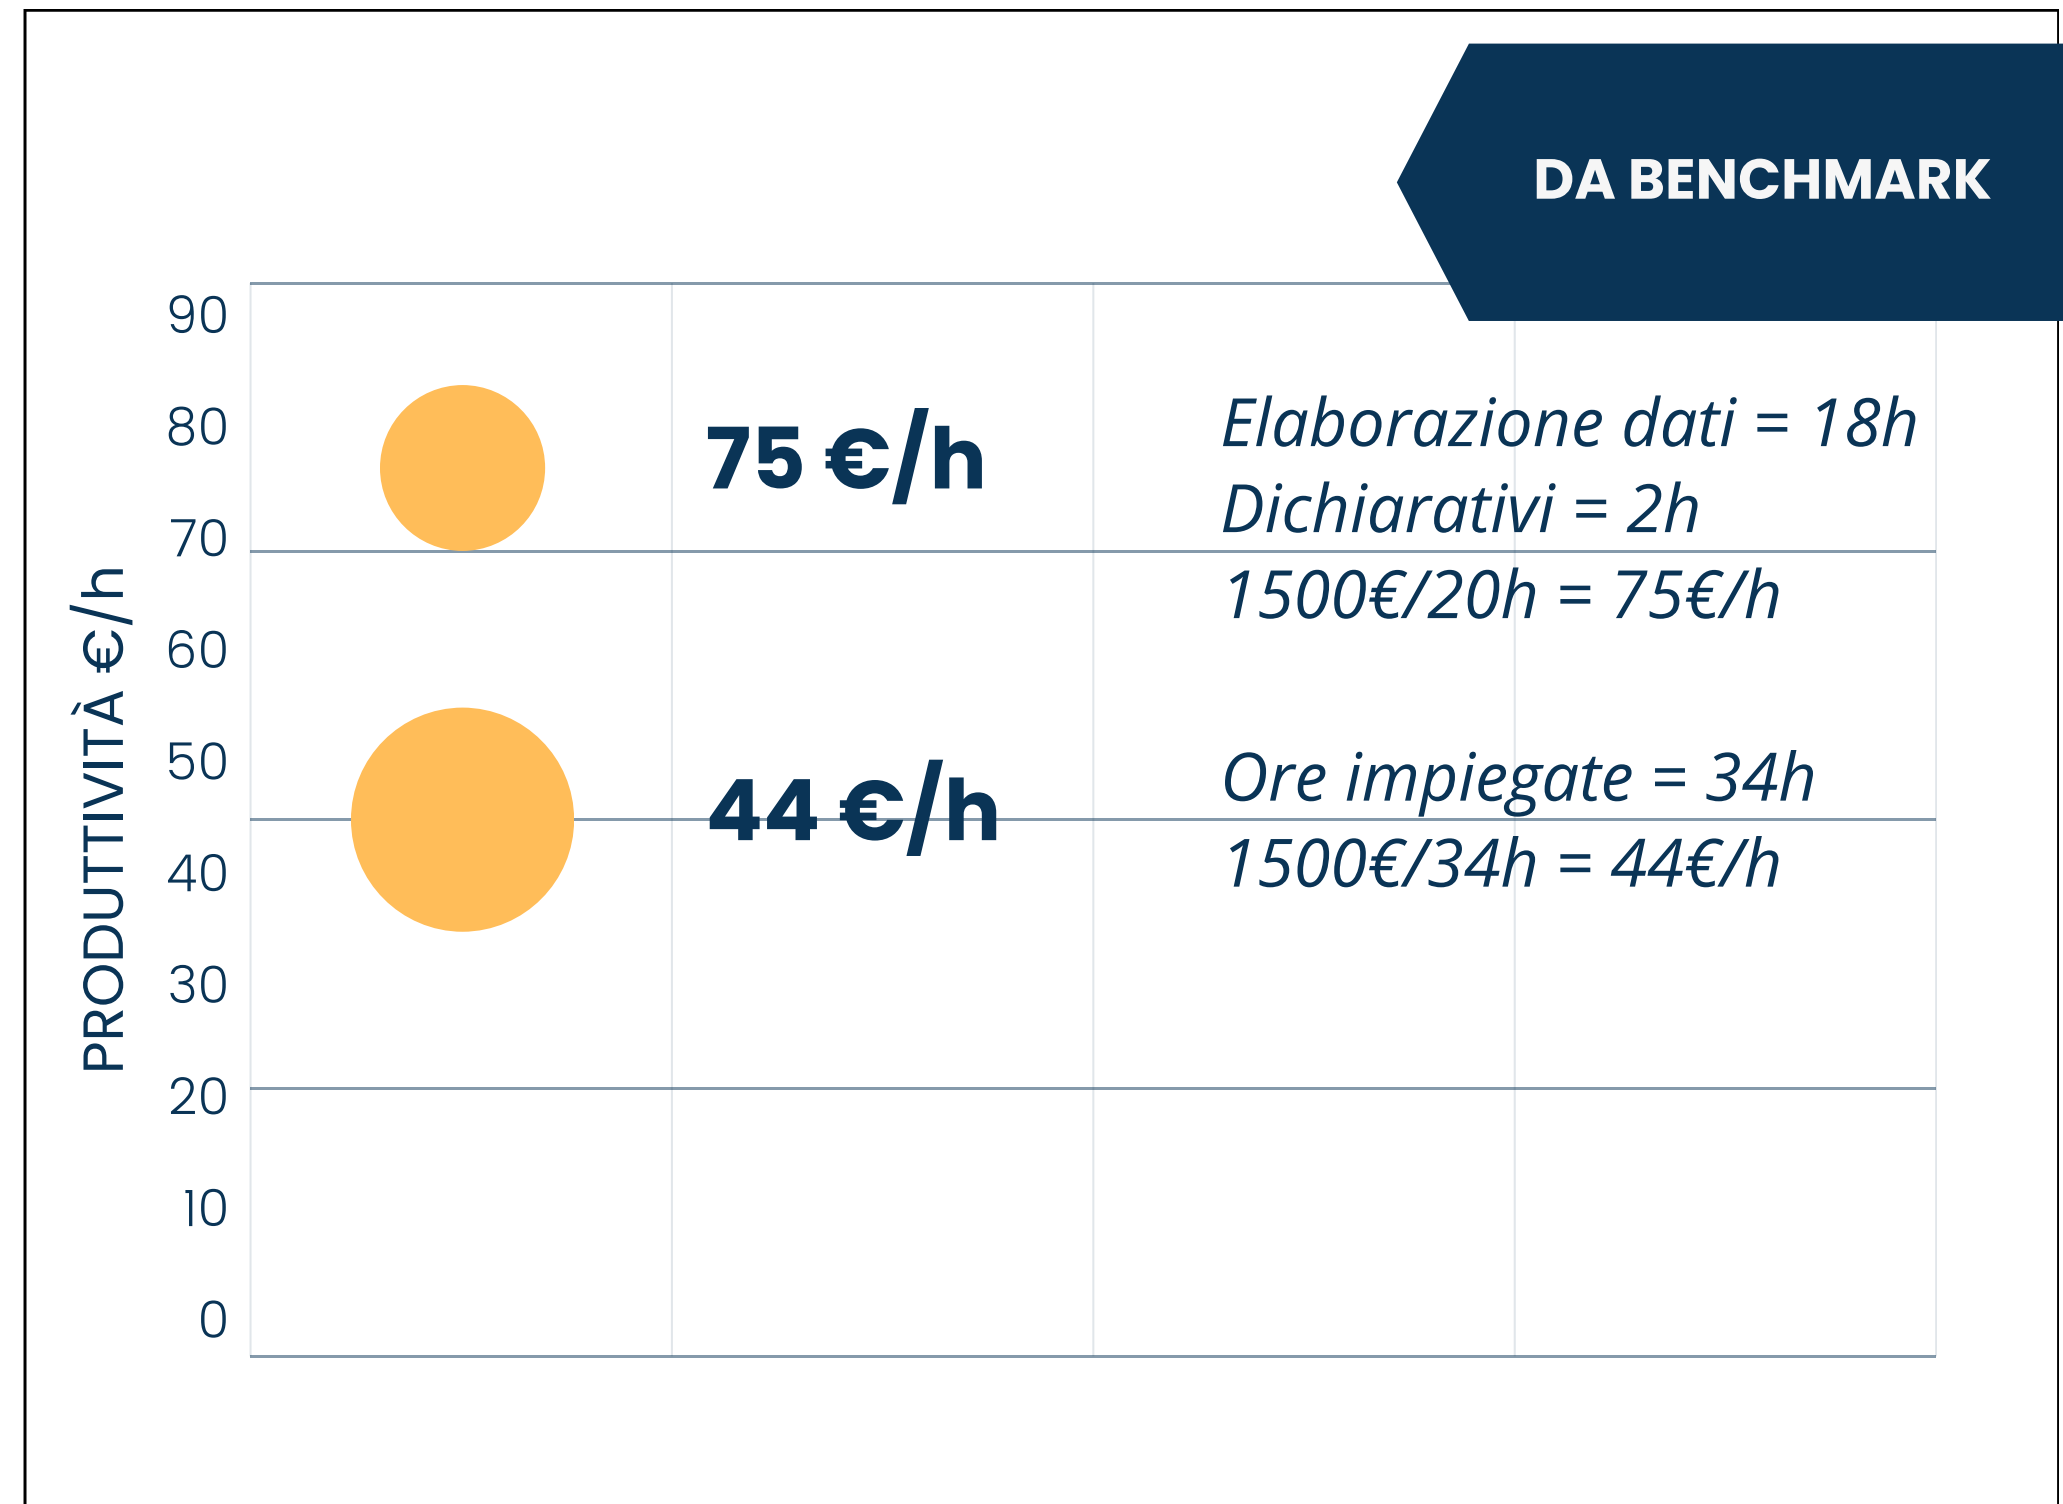 DA BENCHMARK
PRODUTTIVITÀ €/h
90
80
70
60
50
40
30
20
10
0
75 €/h
Elaborazione dati = 18h
Dichiarativi = 2h
1500€/20h = 75€/h
44 €/h
Ore impiegate = 34h
1500€/34h = 44€/h